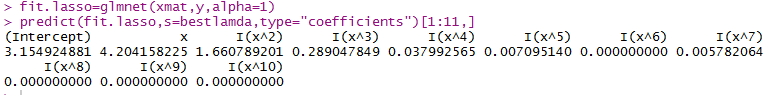 > fit.lasso=glmnet(xmat,y,alpha=1)
> predict(fit.lasso,s=bestlamda,type="coefficients")[1:11,]
(Intercept) x I(x^2) I(x^3) I(x^4) I(x^5) I(x^6) I(x^7)
3.154924881 4.204158225 1.660789201 0.289047849 0.037992565 0.007095140 0.000000000 0.005782064
I(x^8) I(x^9) I(x^10)
0.000000000 0.000000000 0.000000000